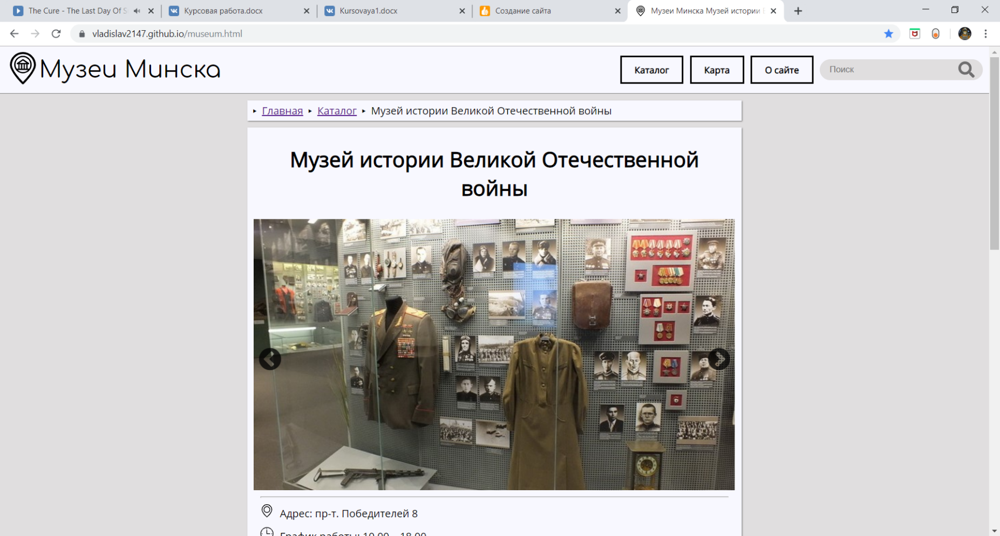 The Cure - The Last Day Of S
Курсовая работа.docx
Kursovaya1.docx
Создание сайта
Музеи Минска Музей истории В
vladislav2147.github.io/museum.html
Музеи Минска
Каталог
Карта
О сайте
Поиск
Главная ‣ Каталог ‣ Музей истории Великой Отечественной войны
Музей истории Великой Отечественной
войны
Адрес: пр-т. Победителей 8
График работы: 10.00 - 18.00